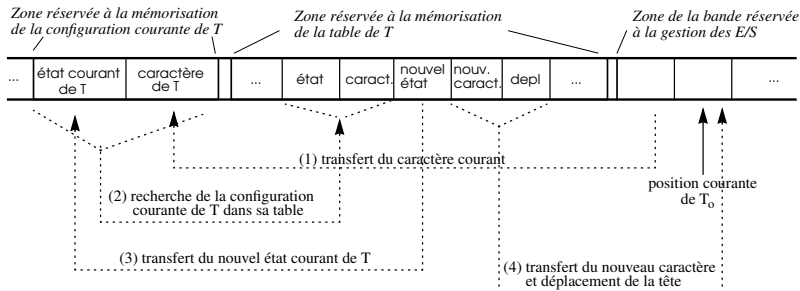 Zone réservée à la mémorisation
de la configuration courante de T
Zone réservée à la mémorisation
de la table de T
Zone de la bande réservée
à la gestion des E/S
...
état courant
de T
caractère
de T
...
état
caract.
nouvel
état
nouv.
caract.
depl
...
...
(1) transfert du caractère courant
(2) recherche de la configuration
courante de T dans sa table
position courante
de To
(3) transfert du nouvel état courant de T
(4) transfert du nouveau caractère
et déplacement de la tête